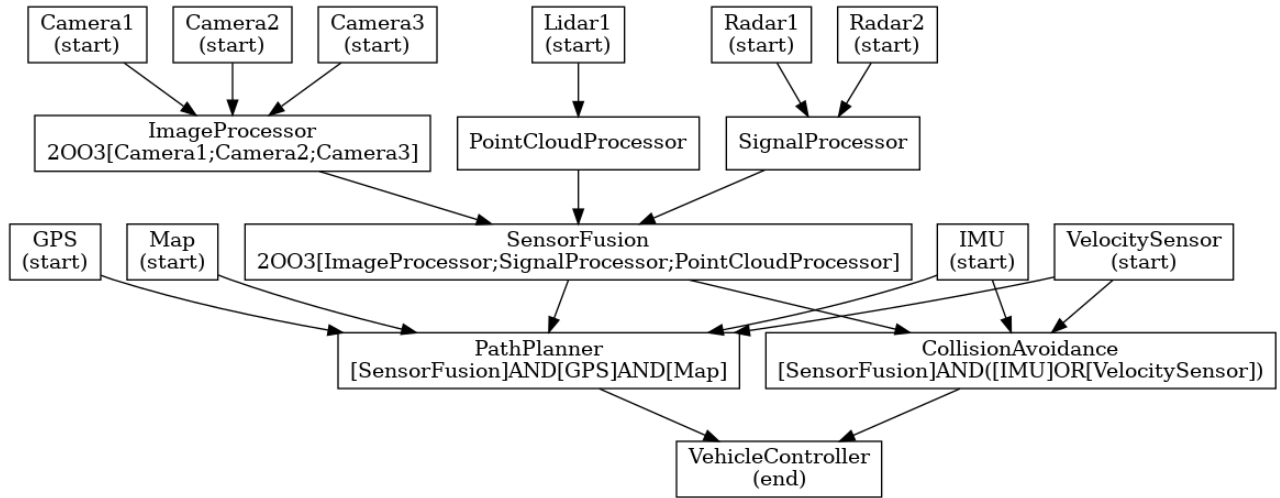 Camera1
(start)
Camera2
(start)
Camera3
(start)
Lidar1
(start)
Radar1
(start)
Radar2
(start)
ImageProcessor
2OO3[Camera1;Camera2;Camera3]
PointCloudProcessor
SignalProcessor
GPS
(start)
Map
(start)
SensorFusion
2OO3[ImageProcessor;SignalProcessor;PointCloudProcessor]
IMU
(start)
VelocitySensor
(start)
PathPlanner
[SensorFusion]AND[GPS]AND[Map]
CollisionAvoidance
[SensorFusion]AND([IMU]OR[VelocitySensor])
VehicleController
(end)